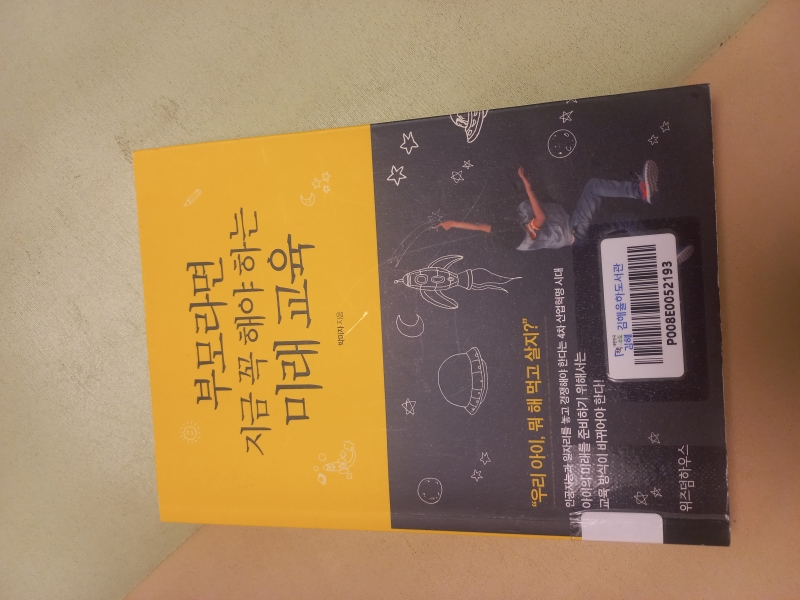 부모라면
지금 꼭 해야 하는
미래 교육
박미자 지음
"우리 아이, 뭐 해 먹고 살지?"
인공지능과 일자리를 놓고 경쟁해야 한다는 4차 산업혁명 시대
아이의 미래를 준비하기 위해서는
교육 방식이 바뀌어야 한다!
위즈덤하우스
김해 김해율하도서관
P008E0052193